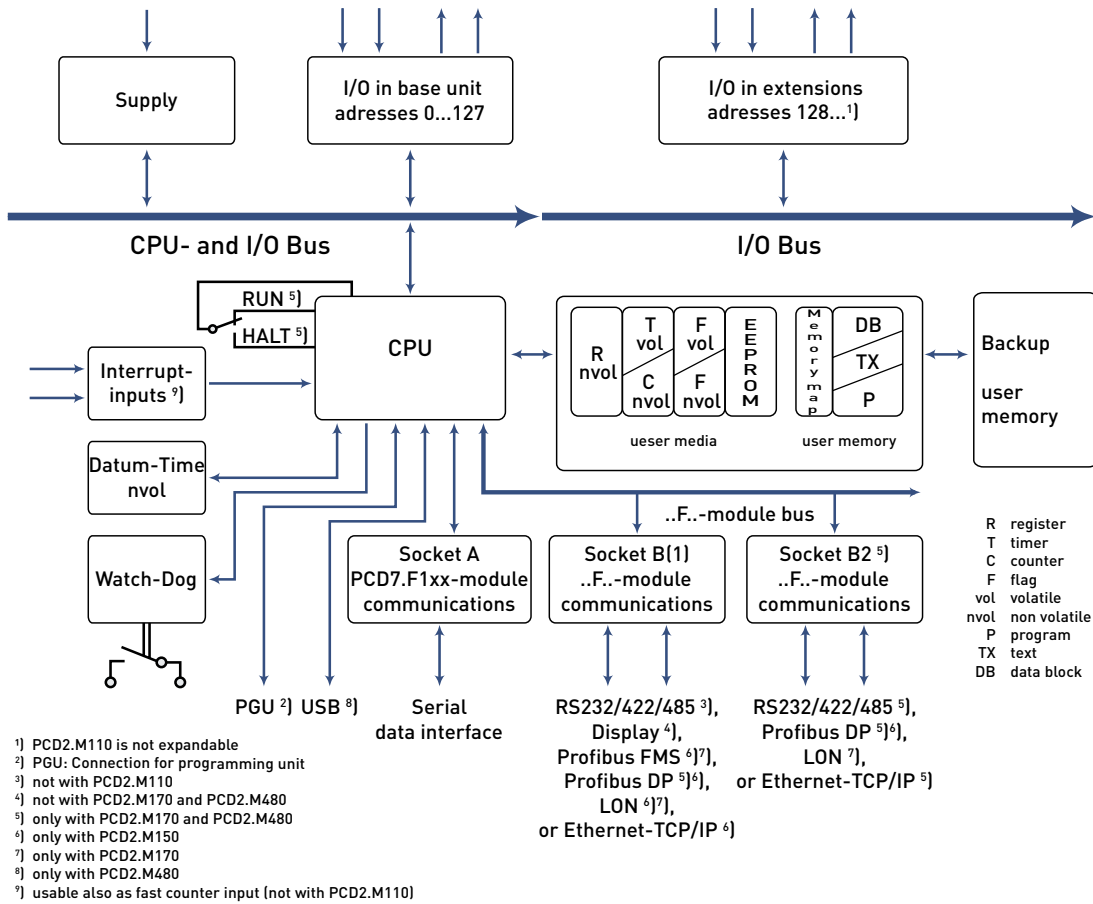 Supply
I/O in base unit
adresses 0...127
I/O in extensions
adresses 128...¹)
CPU- and I/O Bus
I/O Bus
RUN ⁵)
HALT ⁵)
CPU
Interrupt-
inputs ⁹)
Datum-Time
nvol
Watch-Dog
R
nvol
T
vol
C
nvol
F
vol
F
nvol
EEPROM
ueser media
Memory map
DB
TX
P
user memory
Backup
user
memory
..F..-module bus
Socket A
PCD7.F1xx-module
communications
Socket B(1)
..F..-module
communications
Socket B2 ⁵)
..F..-module
communications
R register
T timer
C counter
F flag
vol volatile
nvol non volatile
P program
TX text
DB data block
PGU ²) USB ⁸)
Serial
data interface
RS232/422/485 ³),
Display ⁴),
Profibus FMS ⁶)⁷),
Profibus DP ⁵)⁶),
LON ⁶)⁷),
or Ethernet-TCP/IP ⁶)
RS232/422/485 ⁵),
Profibus DP ⁵)⁶),
LON ⁷),
or Ethernet-TCP/IP ⁵)
¹) PCD2.M110 is not expandable
²) PGU: Connection for programming unit
³) not with PCD2.M110
⁴) not with PCD2.M170 and PCD2.M480
⁵) only with PCD2.M170 and PCD2.M480
⁶) only with PCD2.M150
⁷) only with PCD2.M170
⁸) only with PCD2.M480
⁹) usable also as fast counter input (not with PCD2.M110)